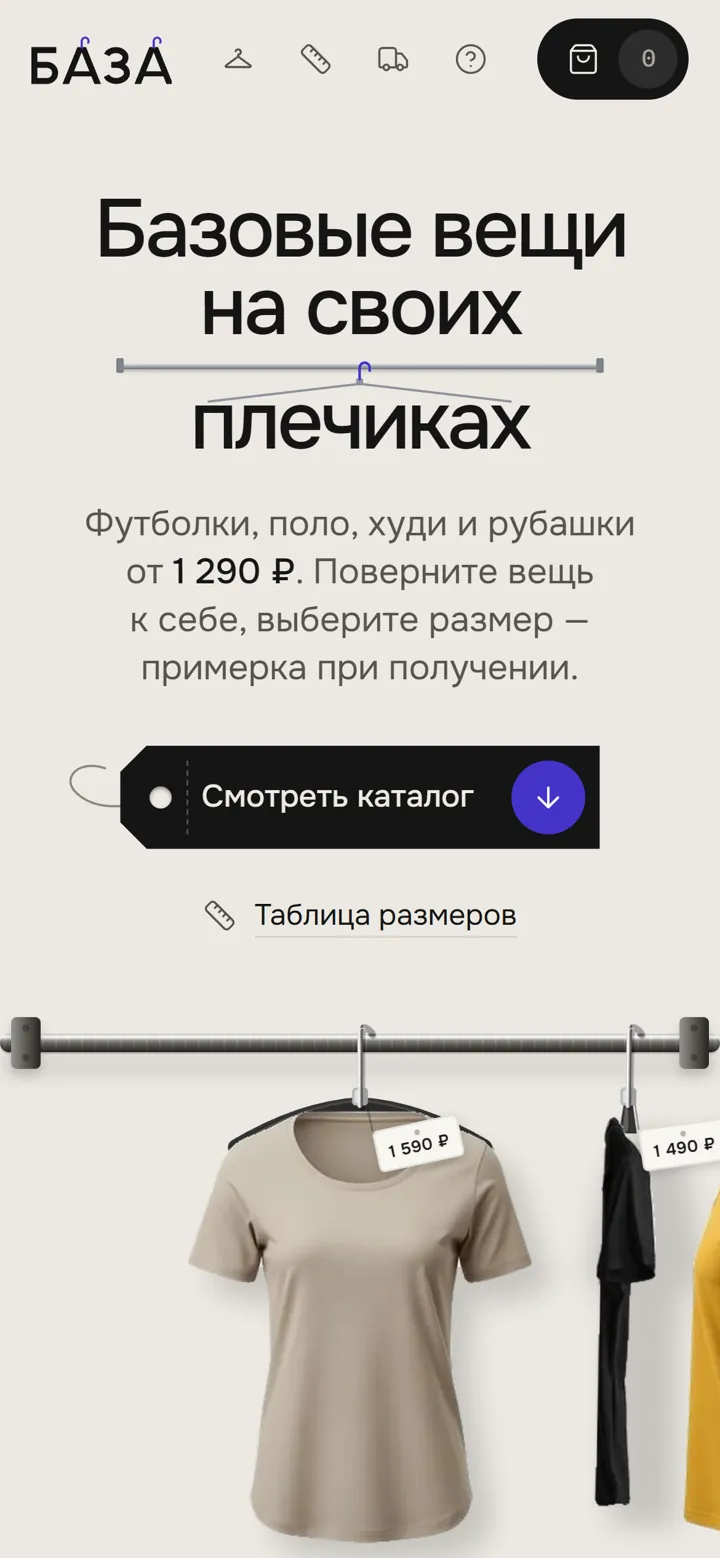 БАЗА
0
Базовые вещи
на своих
плечиках
Футболки, поло, худи и рубашки
от 1 290 ₽. Поверните вещь
к себе, выберите размер —
примерка при получении.
Смотреть каталог
Таблица размеров
1 590 ₽
1 490 ₽